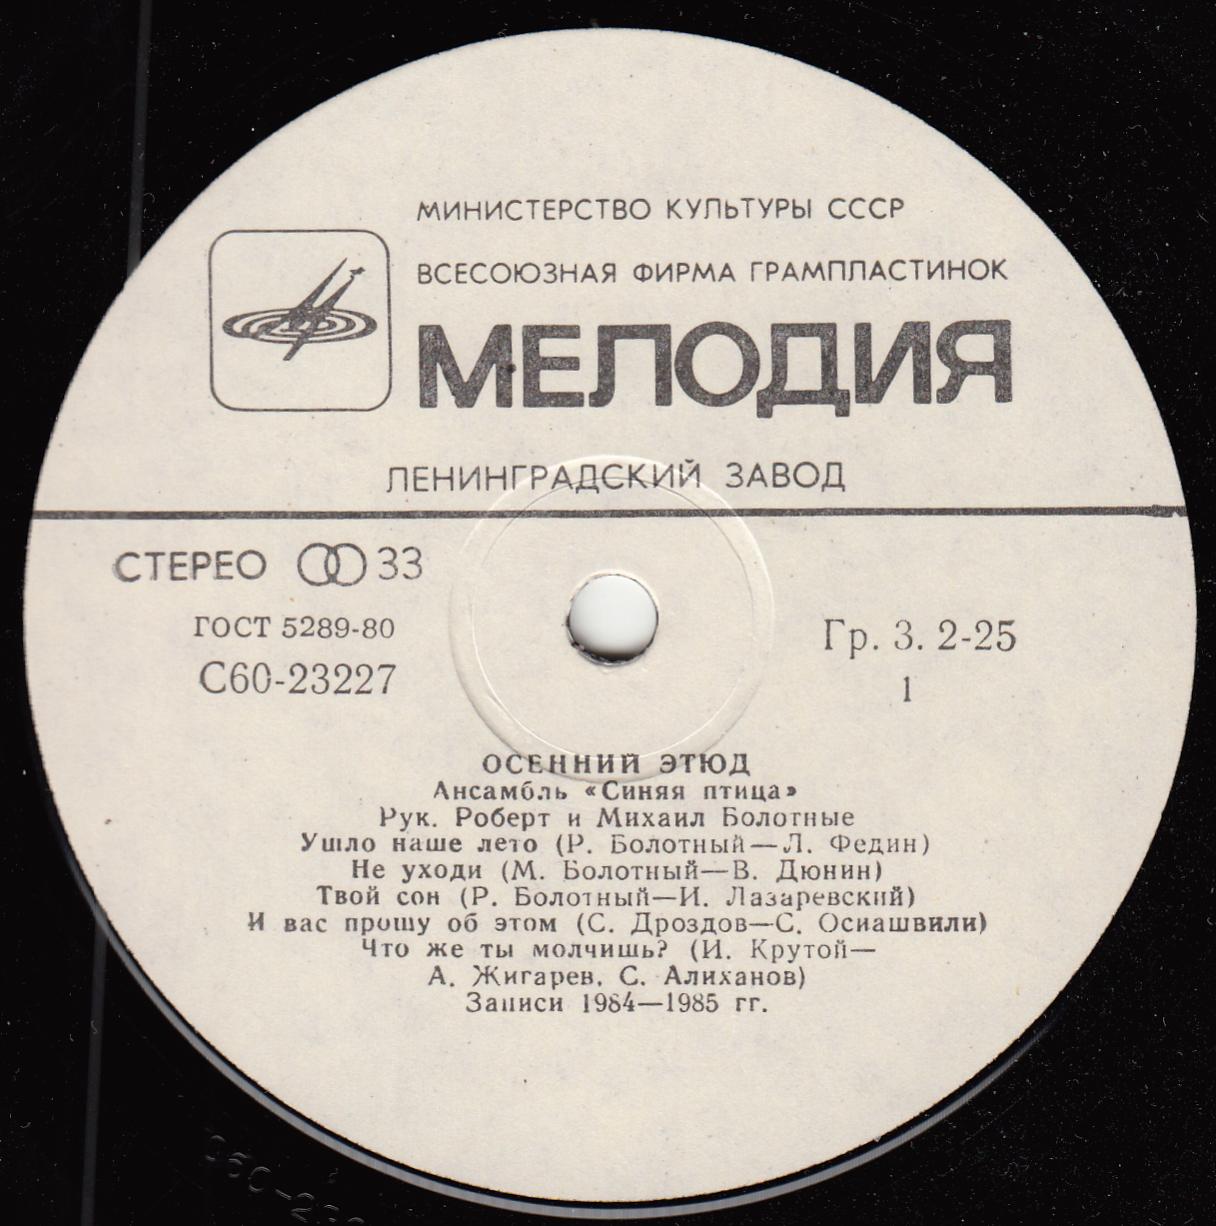 МИНИСТЕРСТВО КУЛЬТУРЫ СССР
ВСЕСОЮЗНАЯ ФИРМА ГРАМПЛАСТИНОК
МЕЛОДИЯ
ЛЕНИНГРАДСКИЙ ЗАВОД
СТЕРЕО 33
ГОСТ 5289-80
С60-23227
Гр. 3. 2-25
1
ОСЕННИЙ ЭТЮД
Ансамбль «Синяя птица»
Рук. Роберт и Михаил Болотные
Ушло наше лето (Р. Болотный—Л. Федин)
Не уходи (М. Болотный—В. Дюнин)
Твой сон (Р. Болотный—И. Лазаревский)
И вас прошу об этом (С. Дроздов—С. Осиашвили)
Что же ты молчишь? (И. Крутой—
А. Жигарев, С. Алиханов)
Записи 1984—1985 гг.